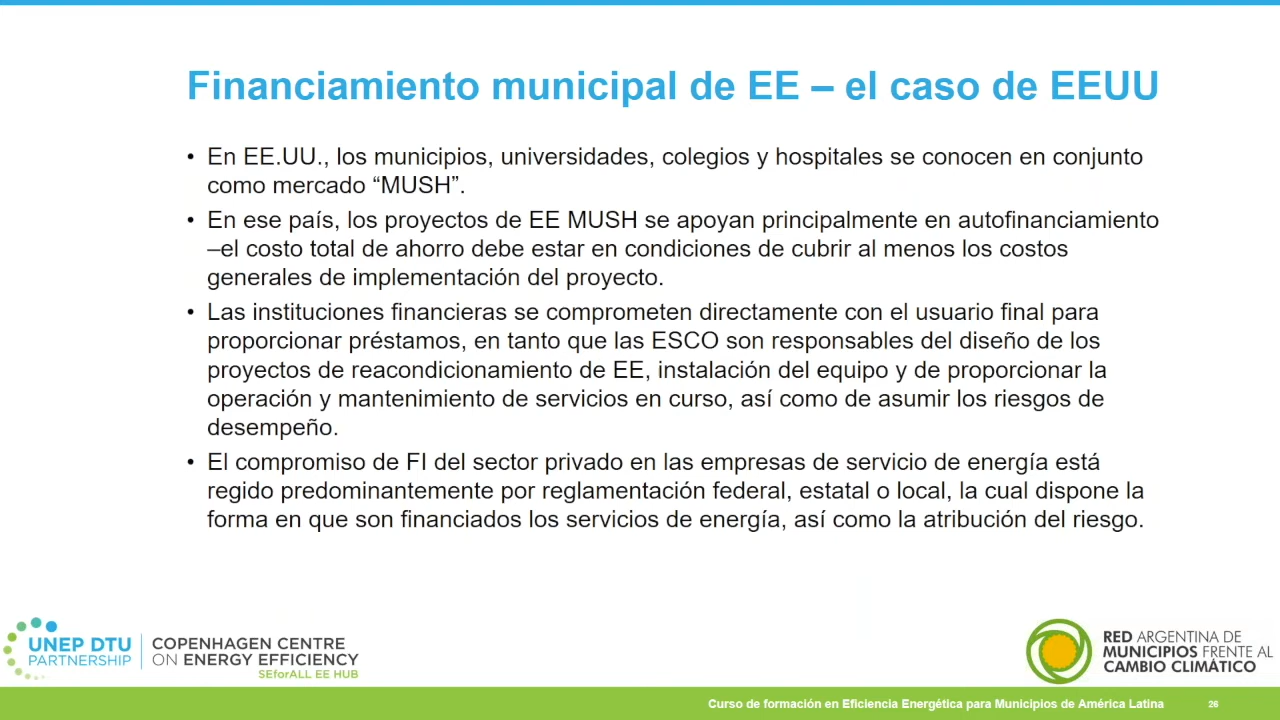 Financiamiento municipal de EE – el caso de EEUU
• En EE.UU., los municipios, universidades, colegios y hospitales se conocen en conjunto
como mercado “MUSH”.
• En ese país, los proyectos de EE MUSH se apoyan principalmente en autofinanciamiento
–el costo total de ahorro debe estar en condiciones de cubrir al menos los costos
generales de implementación del proyecto.
• Las instituciones financieras se comprometen directamente con el usuario final para
proporcionar préstamos, en tanto que las ESCO son responsables del diseño de los
proyectos de reacondicionamiento de EE, instalación del equipo y de proporcionar la
operación y mantenimiento de servicios en curso, así como de asumir los riesgos de
desempeño.
• El compromiso de FI del sector privado en las empresas de servicio de energía está
regido predominantemente por reglamentación federal, estatal o local, la cual dispone la
forma en que son financiados los servicios de energía, así como la atribución del riesgo.
UNEP DTU
PARTNERSHIP
COPENHAGEN CENTRE
ON ENERGY EFFICIENCY
SEforALL EE HUB
RED ARGENTINA DE
MUNICIPIOS FRENTE AL
CAMBIO CLIMÁTICO
Curso de formación en Eficiencia Energética para Municipios de América Latina
26